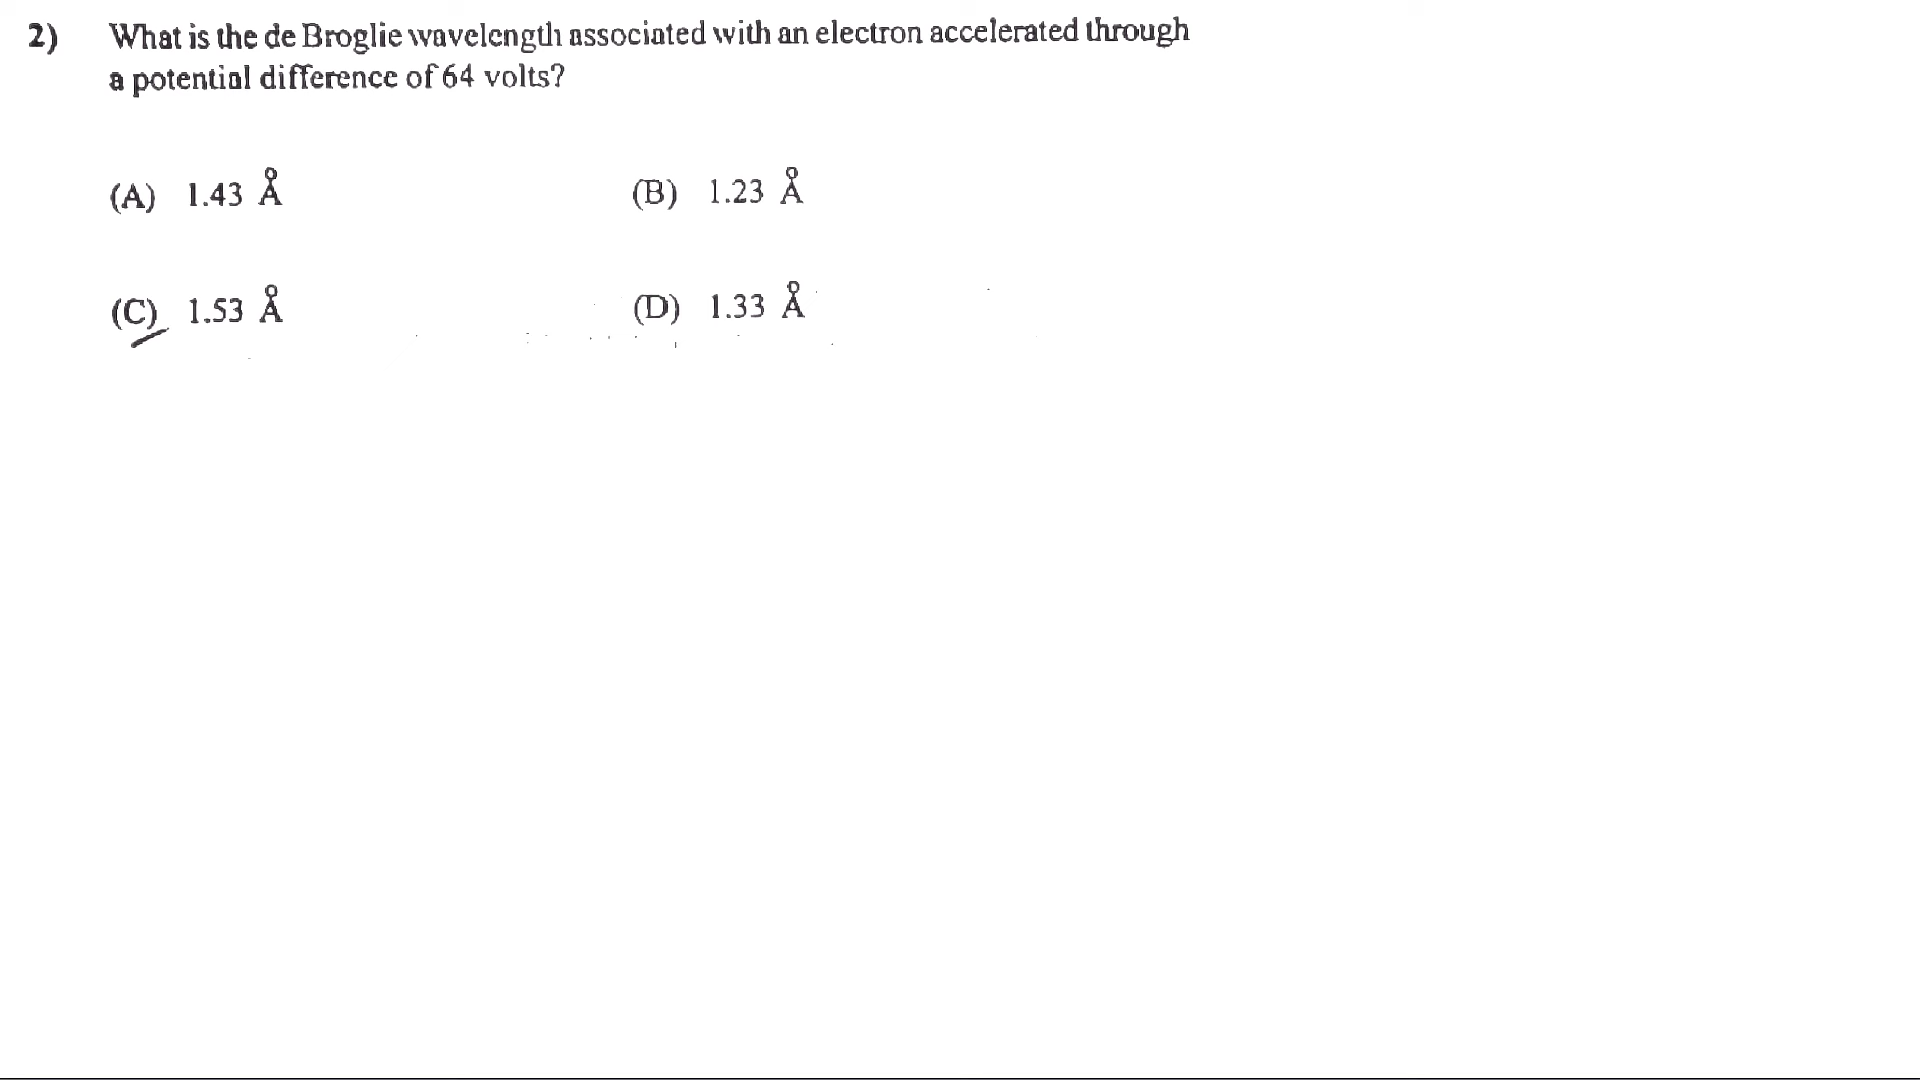 2) What is the de Broglie wavelength associated with an electron accelerated through
a potential difference of 64 volts?
(A) 1.43 Å (B) 1.23 Å
(C) 1.53 Å (D) 1.33 Å